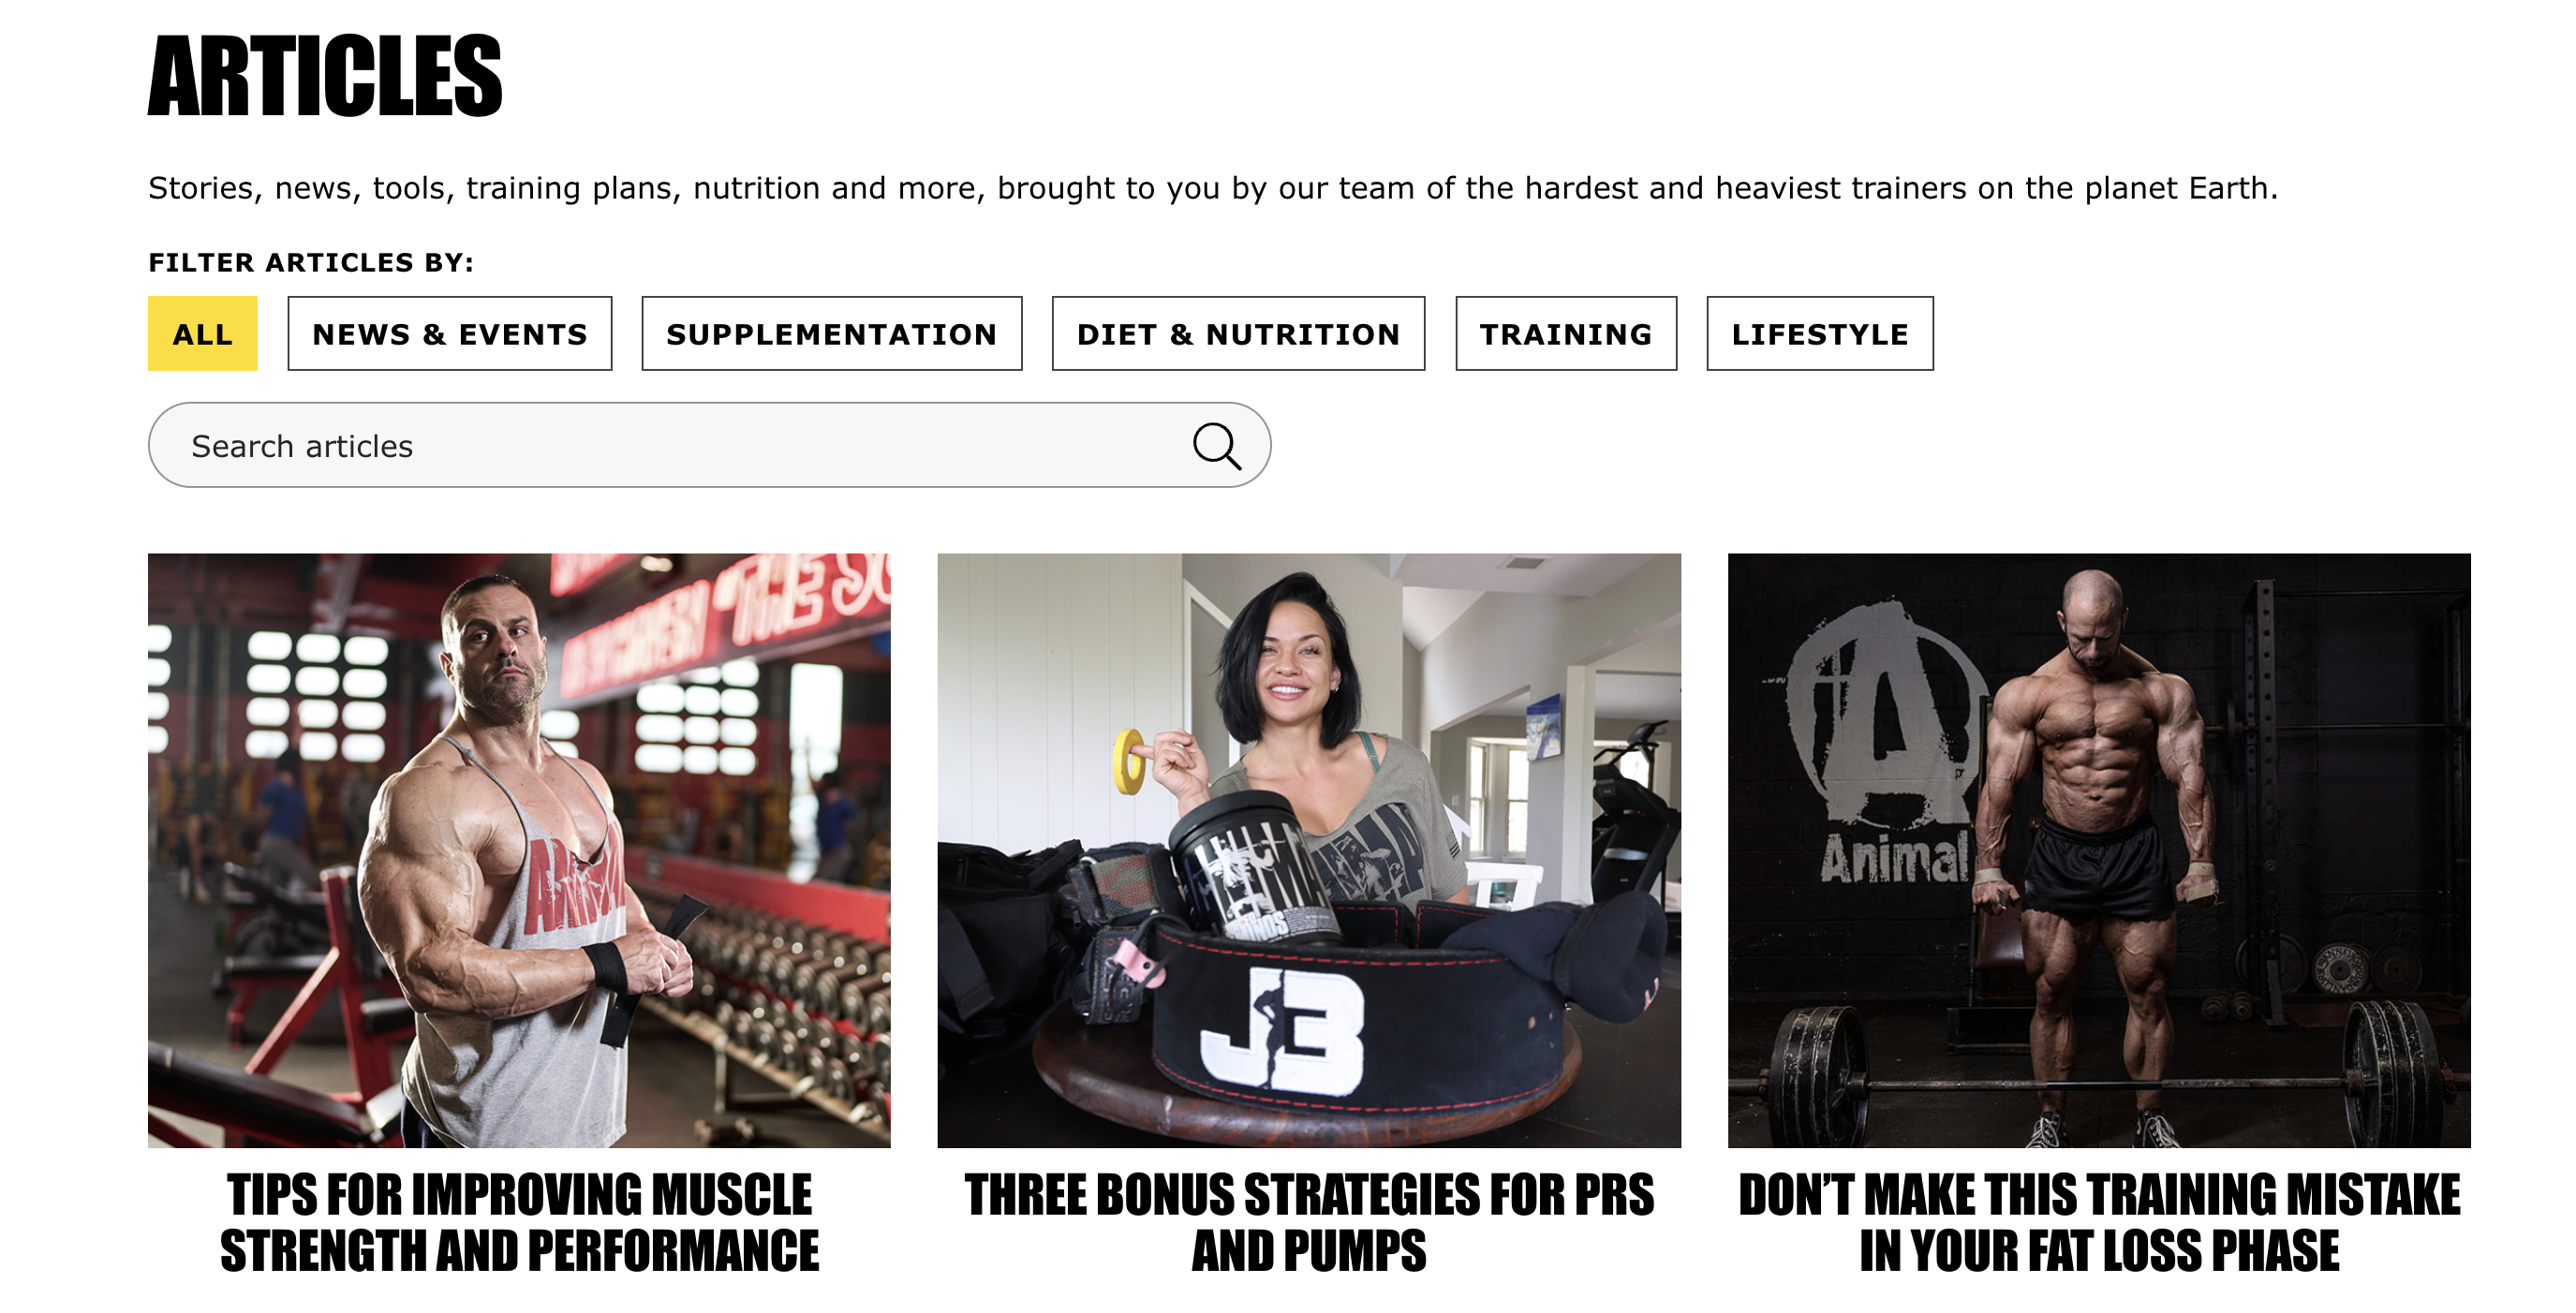 ARTICLES
Stories, news, tools, training plans, nutrition and more, brought to you by our team of the hardest and heaviest trainers on the planet Earth.
FILTER ARTICLES BY:
ALL
NEWS & EVENTS
SUPPLEMENTATION
DIET & NUTRITION
TRAINING
LIFESTYLE
Search articles
"THE
A
Animal
J3
TIPS FOR IMPROVING MUSCLE
STRENGTH AND PERFORMANCE
THREE BONUS STRATEGIES FOR PRS
AND PUMPS
DON’T MAKE THIS TRAINING MISTAKE
IN YOUR FAT LOSS PHASE